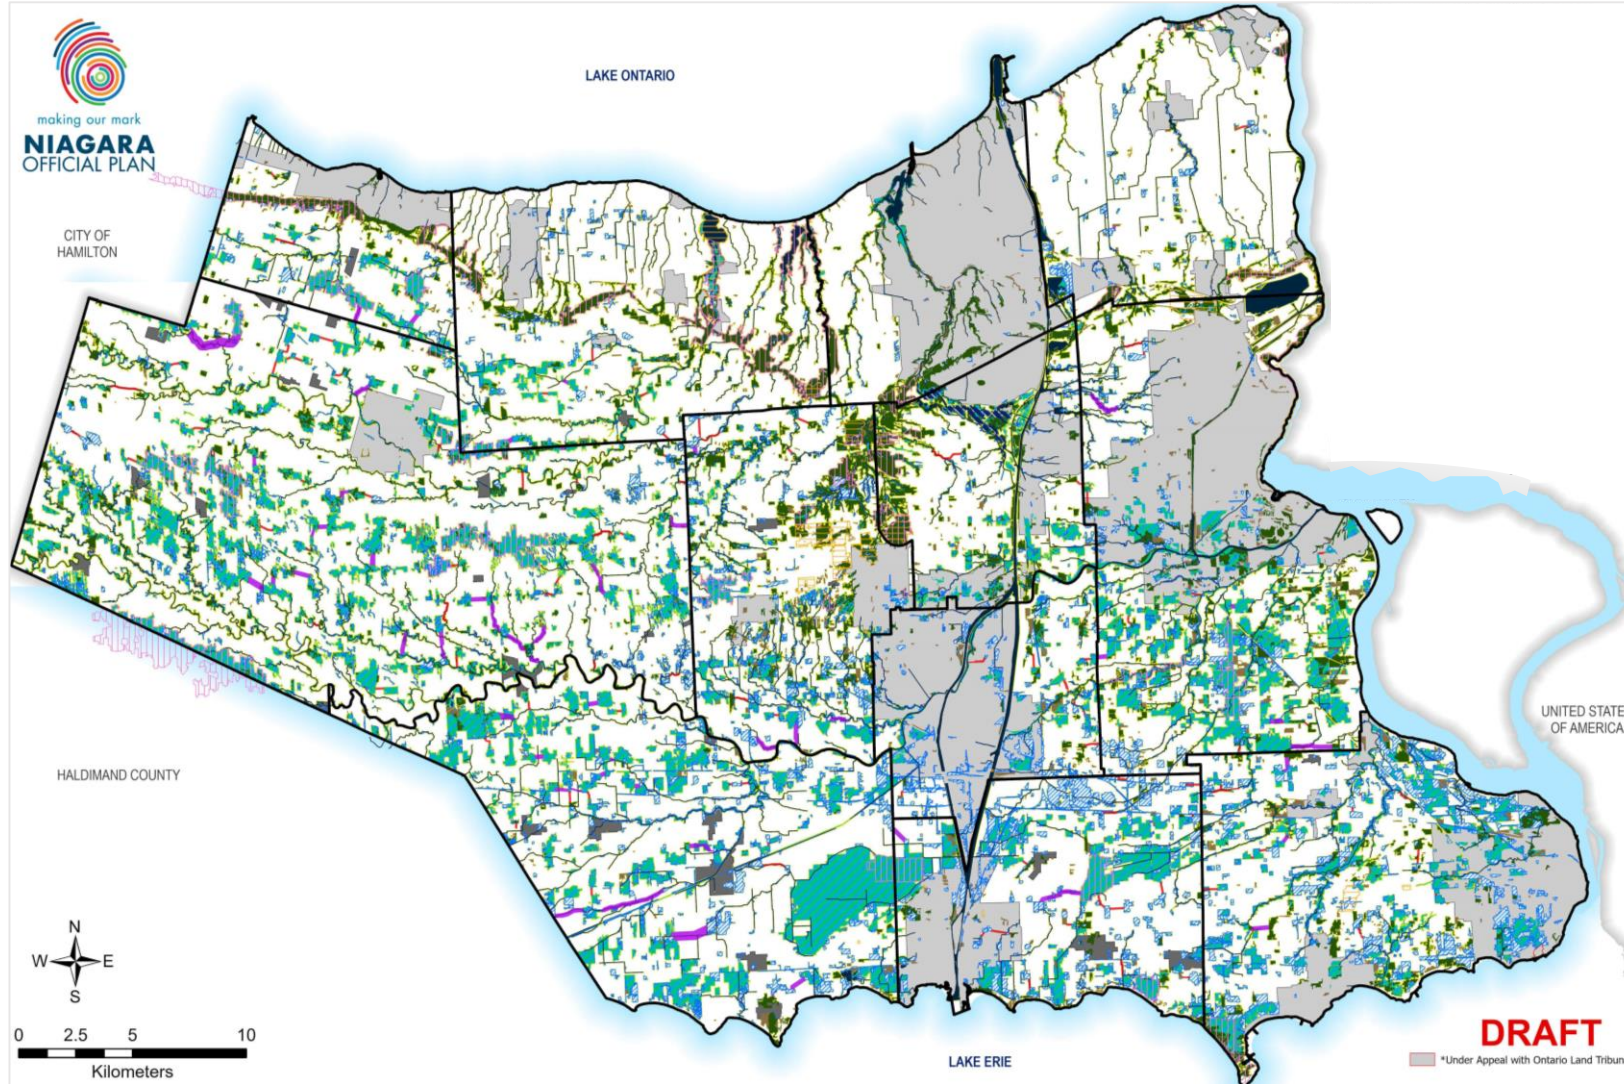 LAKE ONTARIO
making our mark
NIAGARA
OFFICIAL PLAN
CITY OF
HAMILTON
UNITED STATE
OF AMERICA
HALDIMAND COUNTY
N
W E
S
0 2.5 5 10
Kilometers
LAKE ERIE
DRAFT
*Under Appeal with Ontario Land Tribun